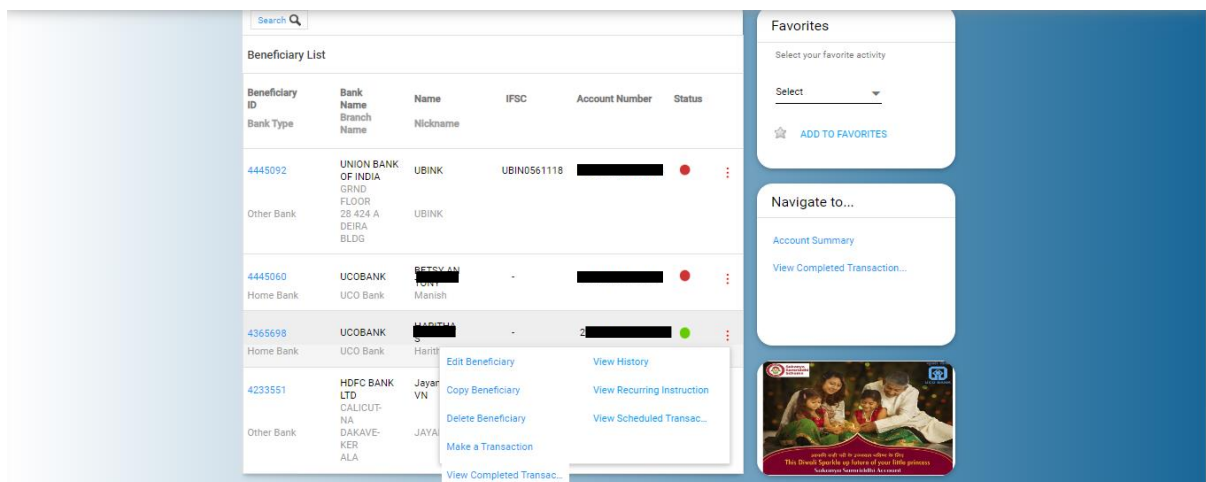 Search
Beneficiary List
Beneficiary ID Bank Name Name IFSC Account Number Status
Bank Type Branch Name Nickname
4445092 UNION BANK OF INDIA UBINK UBIN0561118
Other Bank GRND FLOOR 28 424 A DEIRA BLDG UBINK
4445060 UCOBANK -
Home Bank UCO Bank Manish
4365698 UCOBANK - 2
Home Bank UCO Bank
4233551 HDFC BANK LTD VN
Other Bank CALICUT-NA DAKAVE-KER ALA
Edit Beneficiary View History
Copy Beneficiary View Recurring Instruction
Delete Beneficiary View Scheduled Transac...
Make a Transaction
View Completed Transac...
Favorites
Select your favorite activity
Select
ADD TO FAVORITES
Navigate to...
Account Summary
View Completed Transaction...
This Diwali Sparkle up future of your little princess
Sukanya Samriddhi Account